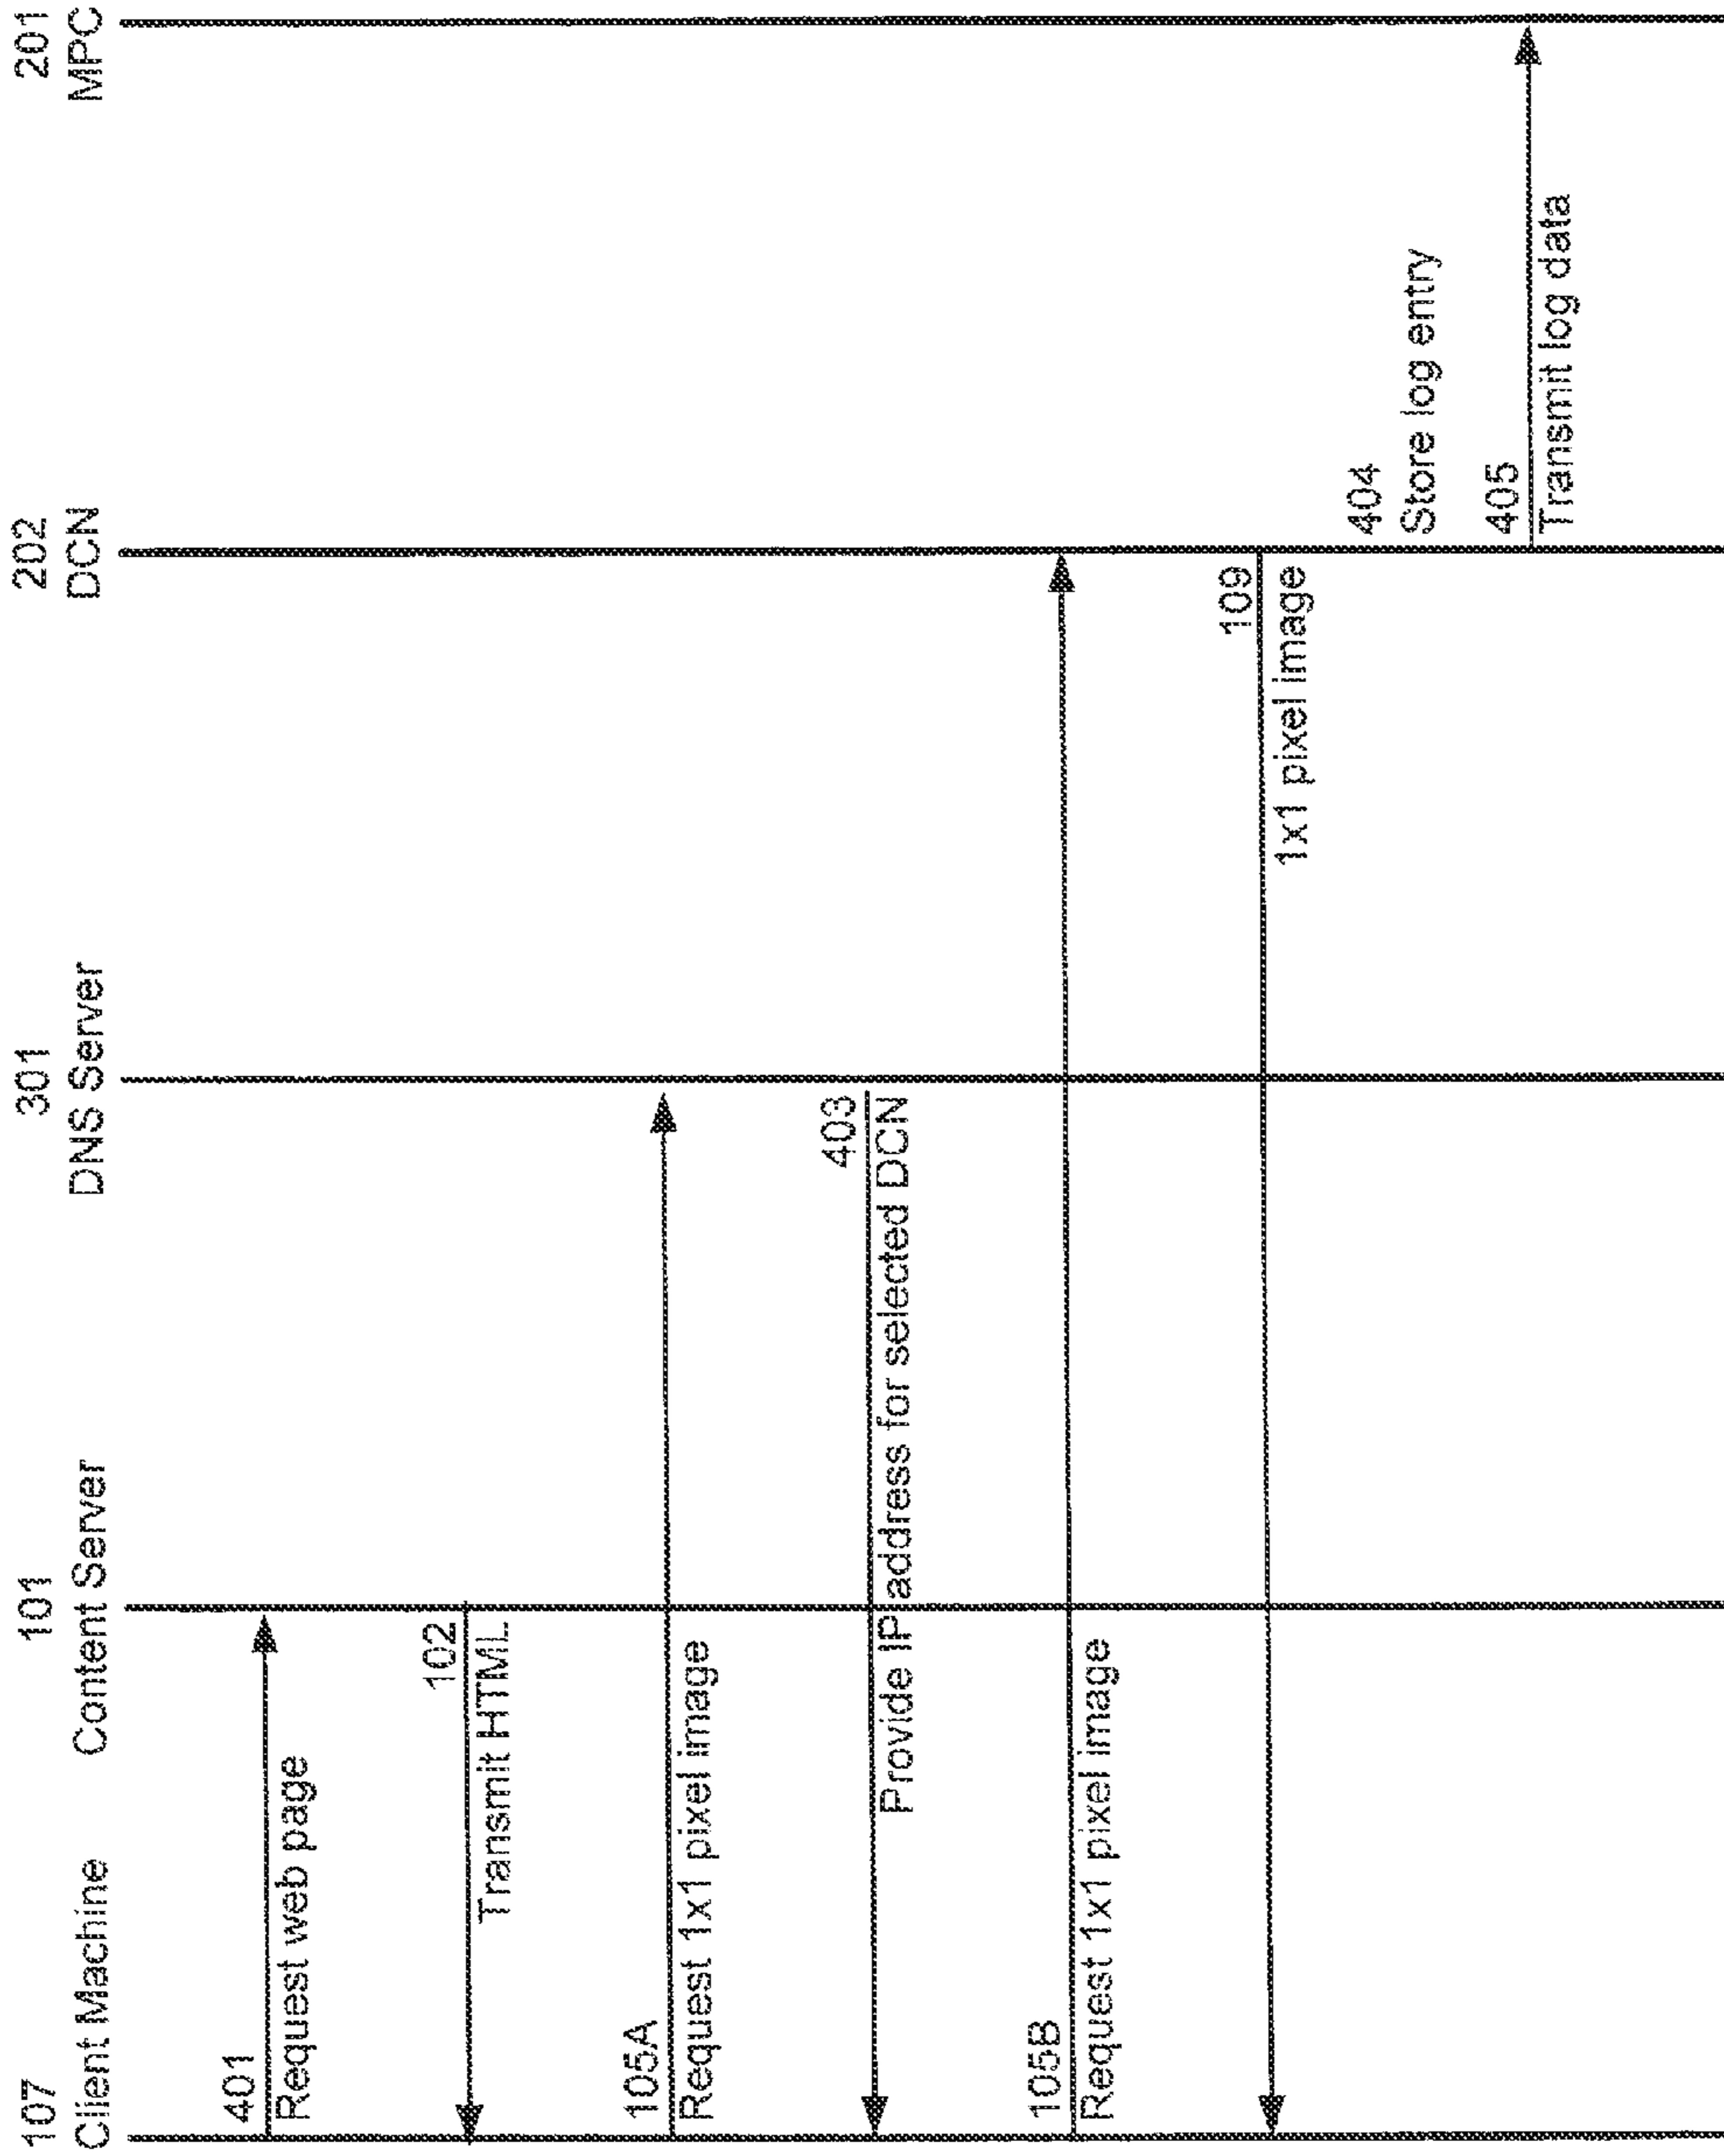 107
Client Machine
101
Content Server
301
DNS Server
202
DCN
201
MPC
401
Request web page
102
Transmit HTML
105A
Request 1x1 pixel image
403
Provide IP address for selected DCN
105B
Request 1x1 pixel image
109
1x1 pixel image
404
Store log entry
405
Transmit log data